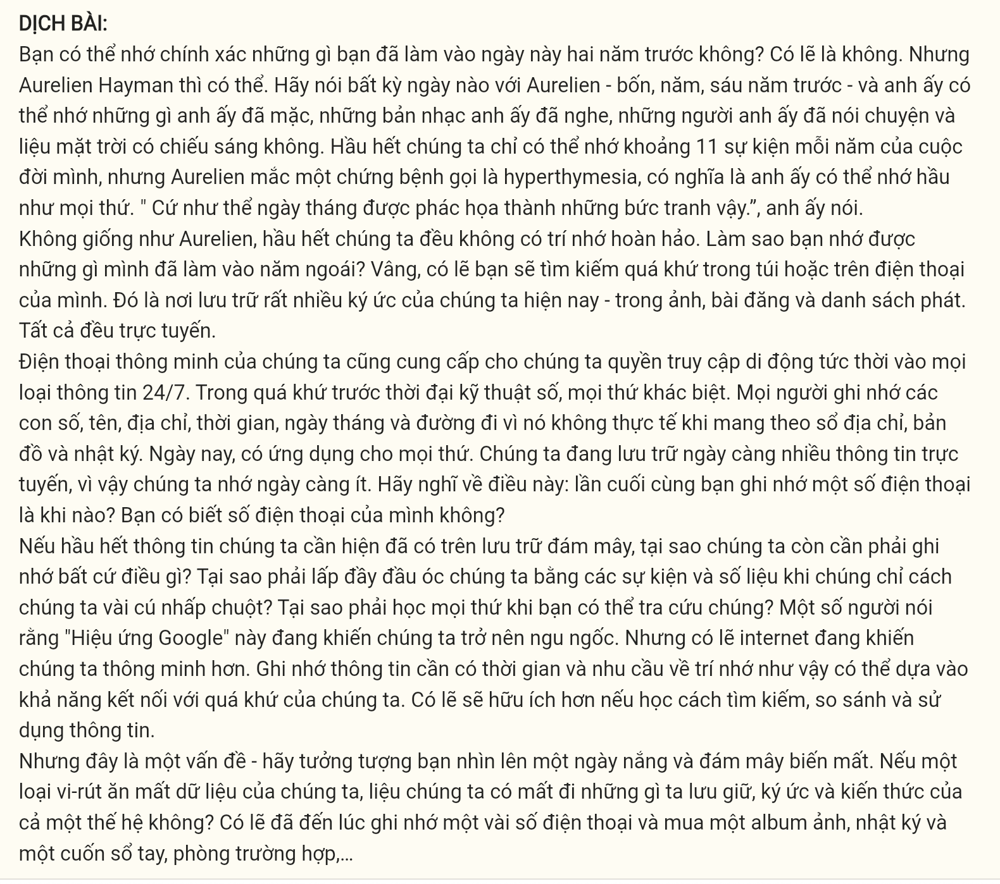 DỊCH BÀI:
Bạn có thể nhớ chính xác những gì bạn đã làm vào ngày này hai năm trước không? Có lẽ là không. Nhưng
Aurelien Hayman thì có thể. Hãy nói bất kỳ ngày nào với Aurelien - bốn, năm, sáu năm trước - và anh ấy có
thể nhớ những gì anh ấy đã mặc, những bản nhạc anh ấy đã nghe, những người anh ấy đã nói chuyện và
liệu mặt trời có chiếu sáng không. Hầu hết chúng ta chỉ có thể nhớ khoảng 11 sự kiện mỗi năm của cuộc
đời mình, nhưng Aurelien mắc một chứng bệnh gọi là hyperthymesia, có nghĩa là anh ấy có thể nhớ hầu
như mọi thứ. " Cứ như thể ngày tháng được phác họa thành những bức tranh vậy.”, anh ấy nói.
Không giống như Aurelien, hầu hết chúng ta đều không có trí nhớ hoàn hảo. Làm sao bạn nhớ được
những gì mình đã làm vào năm ngoái? Vâng, có lẽ bạn sẽ tìm kiếm quá khứ trong túi hoặc trên điện thoại
của mình. Đó là nơi lưu trữ rất nhiều ký ức của chúng ta hiện nay - trong ảnh, bài đăng và danh sách phát.
Tất cả đều trực tuyến.
Điện thoại thông minh của chúng ta cũng cung cấp cho chúng ta quyền truy cập di động tức thời vào mọi
loại thông tin 24/7. Trong quá khứ trước thời đại kỹ thuật số, mọi thứ khác biệt. Mọi người ghi nhớ các
con số, tên, địa chỉ, thời gian, ngày tháng và đường đi vì nó không thực tế khi mang theo sổ địa chỉ, bản
đồ và nhật ký. Ngày nay, có ứng dụng cho mọi thứ. Chúng ta đang lưu trữ ngày càng nhiều thông tin trực
tuyến, vì vậy chúng ta nhớ ngày càng ít. Hãy nghĩ về điều này: lần cuối cùng bạn ghi nhớ một số điện thoại
là khi nào? Bạn có biết số điện thoại của mình không?
Nếu hầu hết thông tin chúng ta cần hiện đã có trên lưu trữ đám mây, tại sao chúng ta còn cần phải ghi
nhớ bất cứ điều gì? Tại sao phải lấp đầy đầu óc chúng ta bằng các sự kiện và số liệu khi chúng chỉ cách
chúng ta vài cú nhấp chuột? Tại sao phải học mọi thứ khi bạn có thể tra cứu chúng? Một số người nói
rằng "Hiệu ứng Google" này đang khiến chúng ta trở nên ngu ngốc. Nhưng có lẽ internet đang khiến
chúng ta thông minh hơn. Ghi nhớ thông tin cần có thời gian và nhu cầu về trí nhớ như vậy có thể dựa vào
khả năng kết nối với quá khứ của chúng ta. Có lẽ sẽ hữu ích hơn nếu học cách tìm kiếm, so sánh và sử
dụng thông tin.
Nhưng đây là một vấn đề - hãy tưởng tượng bạn nhìn lên một ngày nắng và đám mây biến mất. Nếu một
loại vi-rút ăn mất dữ liệu của chúng ta, liệu chúng ta có mất đi những gì ta lưu giữ, ký ức và kiến thức của
cả một thế hệ không? Có lẽ đã đến lúc ghi nhớ một vài số điện thoại và mua một album ảnh, nhật ký và
một cuốn sổ tay, phòng trường hợp,...